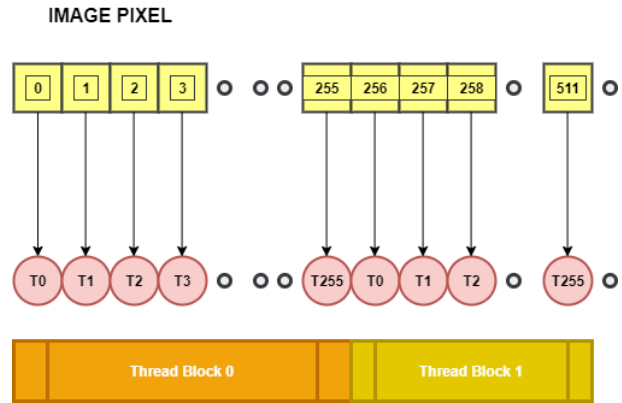 IMAGE PIXEL
0 1 2 3 255 256 257 258 511
T0 T1 T2 T3 T255 T0 T1 T2 T255
Thread Block 0 Thread Block 1